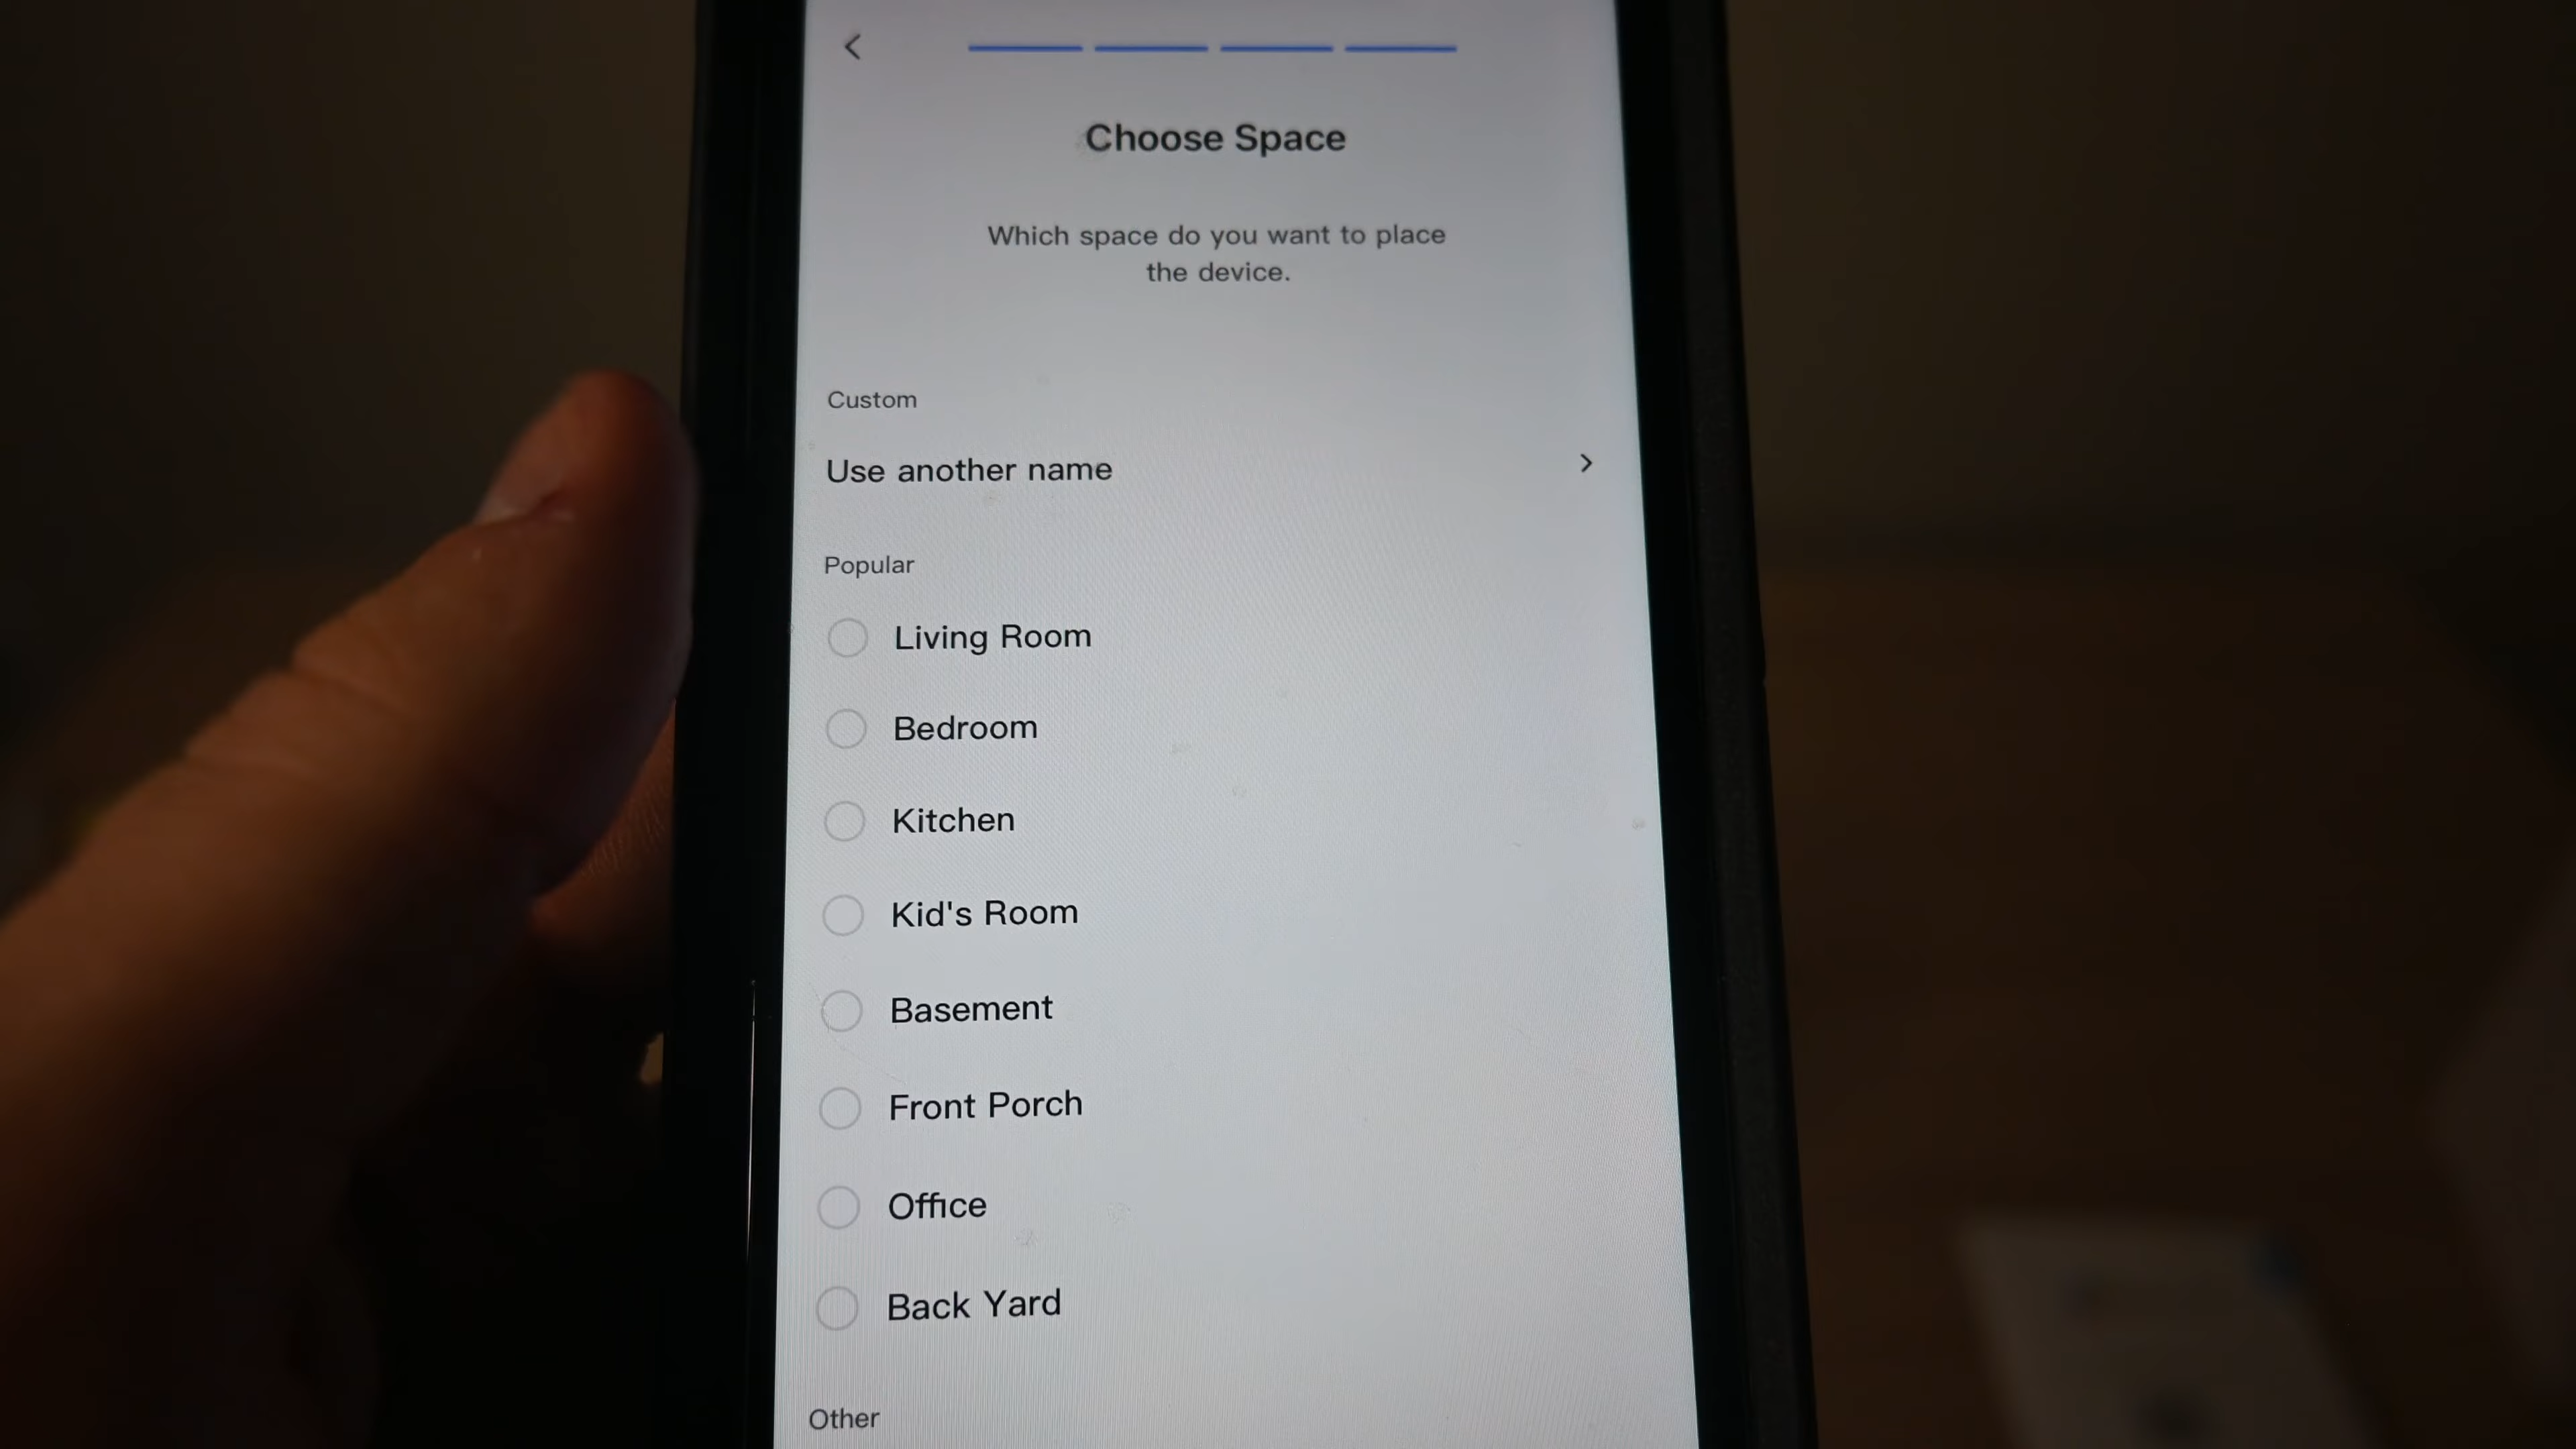 Choose Space
Which space do you want to place
the device.
Custom
Use another name
Popular
Living Room
Bedroom
Kitchen
Kid's Room
Basement
Front Porch
Office
Back Yard
Other